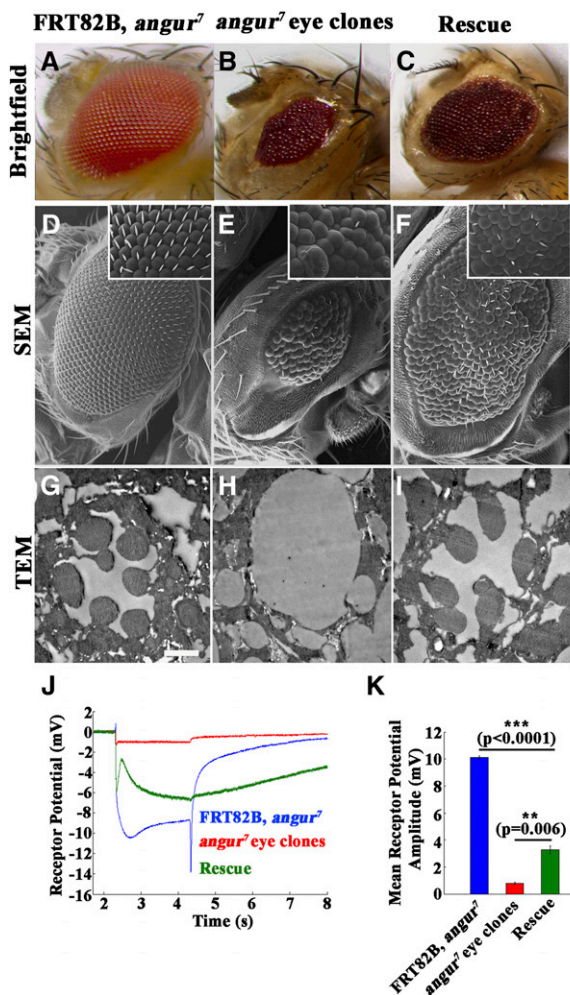 FRT82B, angur⁷ angur⁷ eye clones Rescue
Brightfield
A
B
C
SEM
D
E
F
TEM
G
H
I
J
Receptor Potential (mV)
2
0
-2
-4
-6
-8
-10
-12
-14
-16
FRT82B, angur⁷
angur⁷ eye clones
Rescue
2 3 4 5 6 7 8
Time (s)
K
Mean Receptor Potential
Amplitude (mV)
12
10
8
6
4
2
0
***
(p<0.0001)
**
(p=0.006)
FRT82B, angur⁷
angur⁷ eye clones
Rescue